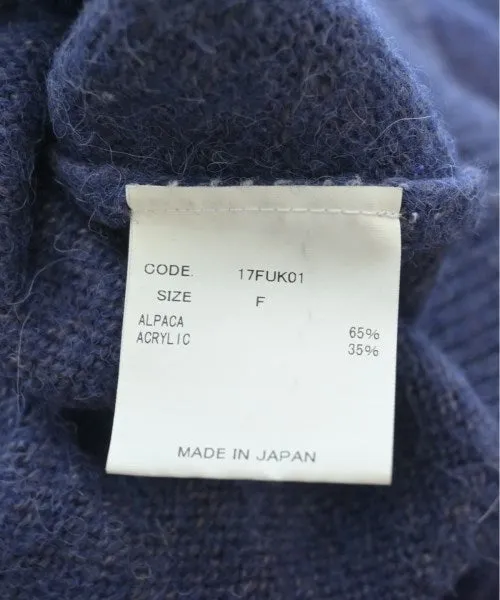 CODE. 17FUK01
SIZE F
ALPACA 65%
ACRYLIC 35%
MADE IN JAPAN